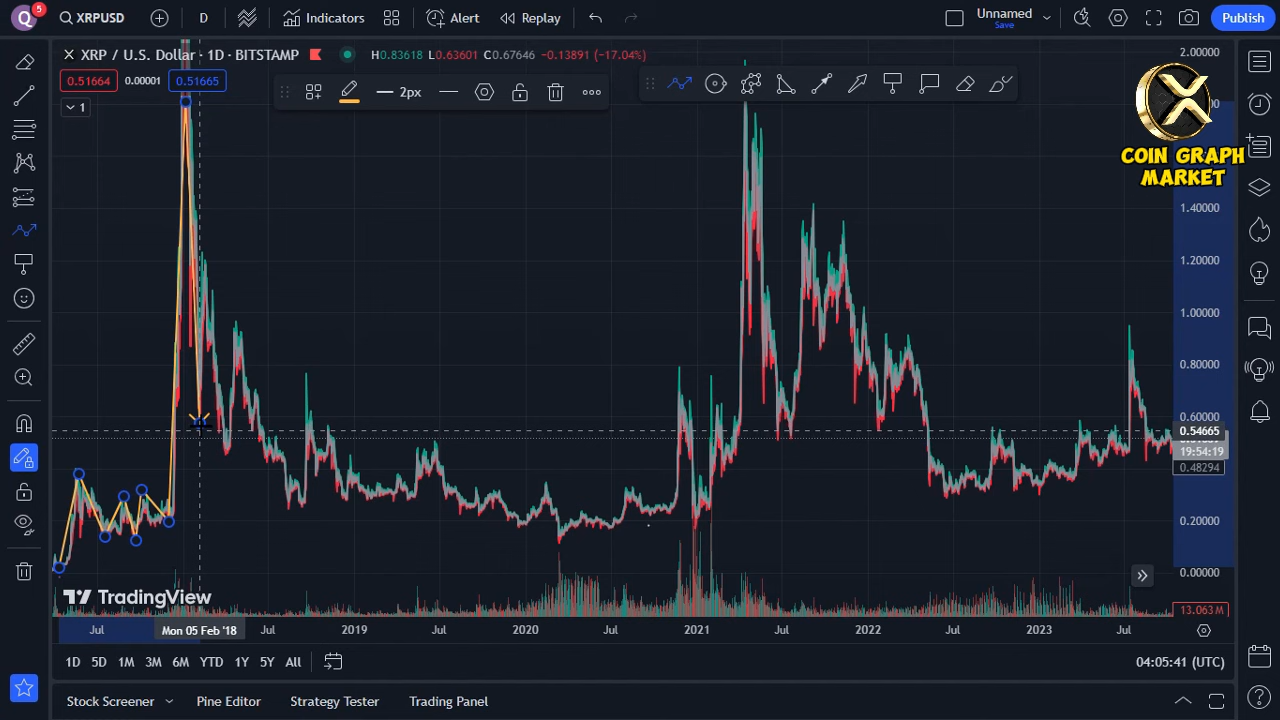 Q 5 XRPUSD D Indicators Alert Replay Unnamed Save Publish
XRP / U.S. Dollar · 1D · BITSTAMP H0.83618 L0.63601 C0.67646 −0.13891 (−17.04%)
0.51664 0.00001 0.51665
2px
1
COIN GRAPH
MARKET
2.00000
1.40000
1.20000
1.00000
0.80000
0.60000
0.54665
19:54:19
0.48294
0.20000
0.00000
13.063 M
TradingView
Jul Mon 05 Feb '18 Jul 2019 Jul 2020 Jul 2021 Jul 2022 Jul 2023 Jul
1D 5D 1M 3M 6M YTD 1Y 5Y All 04:05:41 (UTC)
Stock Screener Pine Editor Strategy Tester Trading Panel